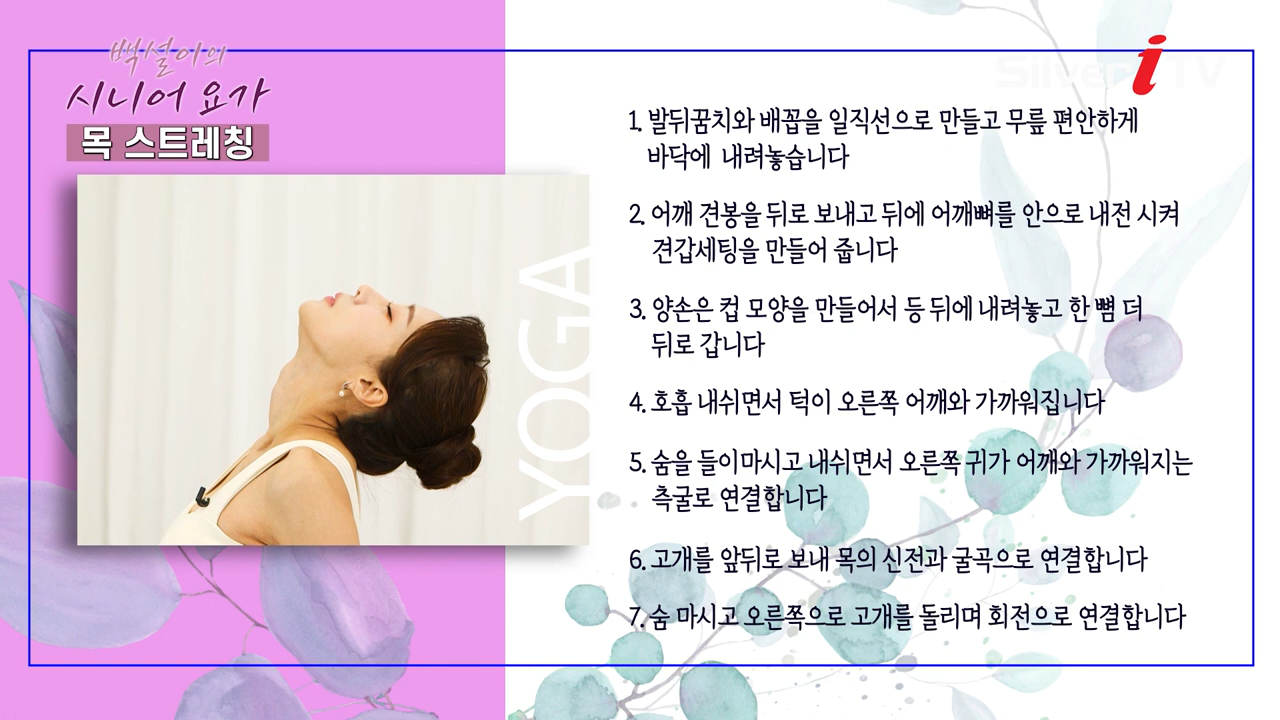 백설이의
시니어 요가
목 스트레칭
Silver i TV
YOGA
1. 발뒤꿈치와 배꼽을 일직선으로 만들고 무릎 편안하게
바닥에 내려놓습니다
2. 어깨 견봉을 뒤로 보내고 뒤에 어깨뼈를 안으로 내전 시켜
견갑세팅을 만들어 줍니다
3. 양손은 컵 모양을 만들어서 등 뒤에 내려놓고 한 뼘 더
뒤로 갑니다
4. 호흡 내쉬면서 턱이 오른쪽 어깨와 가까워집니다
5. 숨을 들이마시고 내쉬면서 오른쪽 귀가 어깨와 가까워지는
측굴로 연결합니다
6. 고개를 앞뒤로 보내 목의 신전과 굴곡으로 연결합니다
7. 숨 마시고 오른쪽으로 고개를 돌리며 회전으로 연결합니다